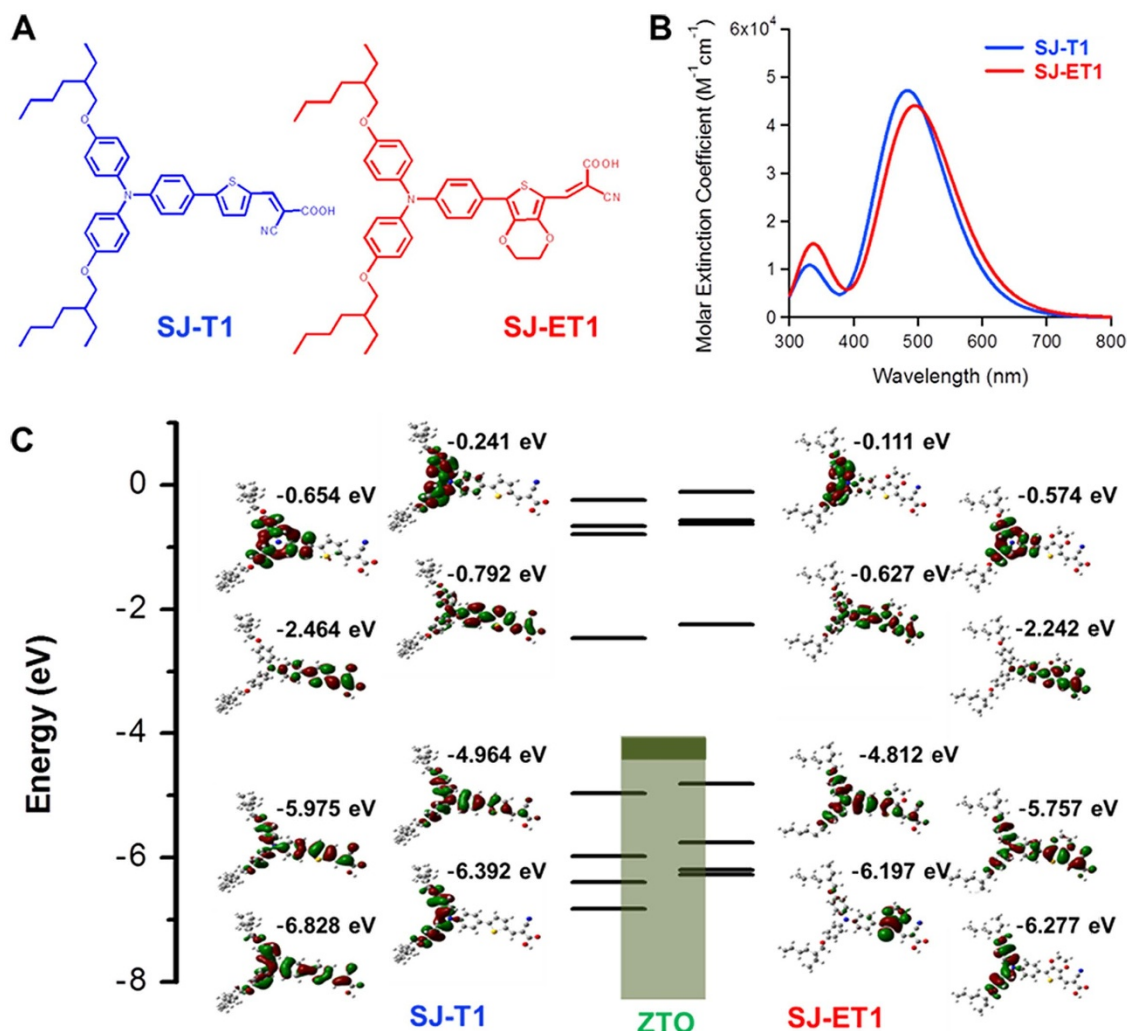 A
O
N
O
S
COOH
NC
SJ-T1
O
N
O
S
O
O
COOH
CN
SJ-ET1
B
Molar Extinction Coefficient (M⁻¹cm⁻¹)
6x10⁴
5
4
3
2
1
0
300 400 500 600 700 800
Wavelength (nm)
SJ-T1
SJ-ET1
C
Energy (eV)
0
-2
-4
-6
-8
-0.241 eV
-0.654 eV
-0.792 eV
-2.464 eV
-4.964 eV
-5.975 eV
-6.392 eV
-6.828 eV
-0.111 eV
-0.574 eV
-0.627 eV
-2.242 eV
-4.812 eV
-5.757 eV
-6.197 eV
-6.277 eV
SJ-T1
ZTO
SJ-ET1